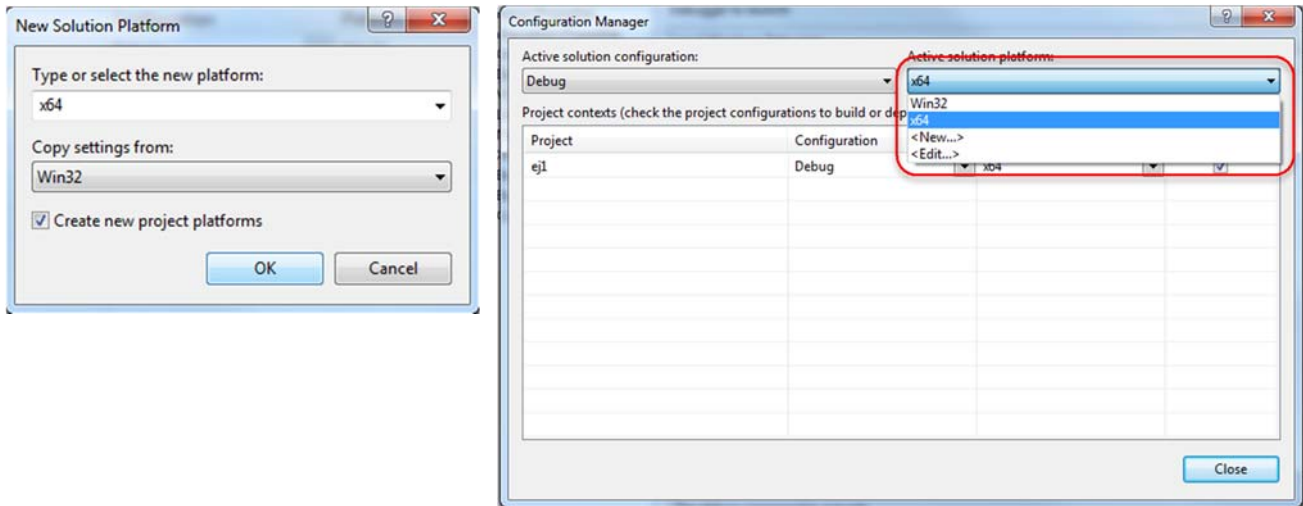 New Solution Platform
Type or select the new platform:
x64
Copy settings from:
Win32
Create new project platforms
OK Cancel
Configuration Manager
Active solution configuration: Active solution platform:
Debug x64
Project contexts (check the project configurations to build or dep
Win32
x64
<New...>
<Edit...>
Project Configuration
ej1 Debug x64
Close